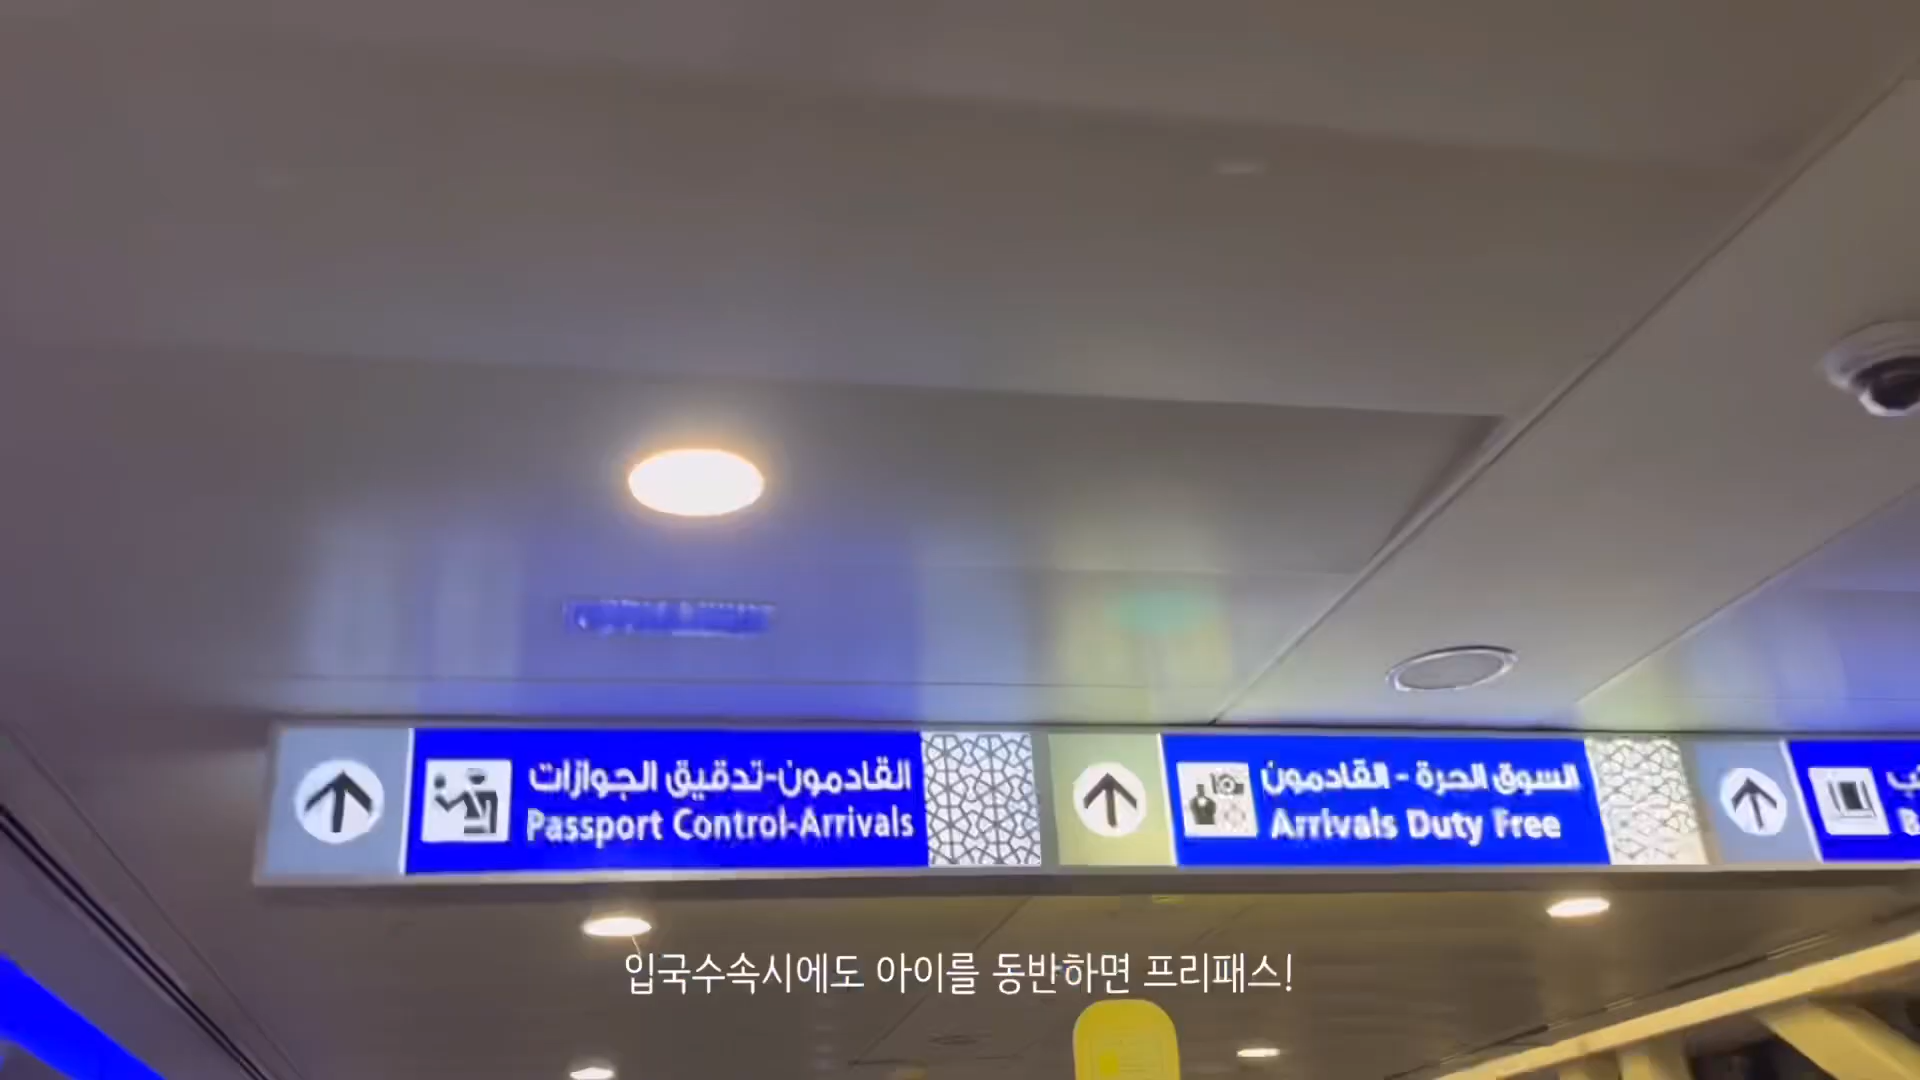 القادمون-تدقيق الجوازات
Passport Control-Arrivals
السوق الحرة - القادمون
Arrivals Duty Free
입국수속시에도 아이를 동반하면 프리패스!